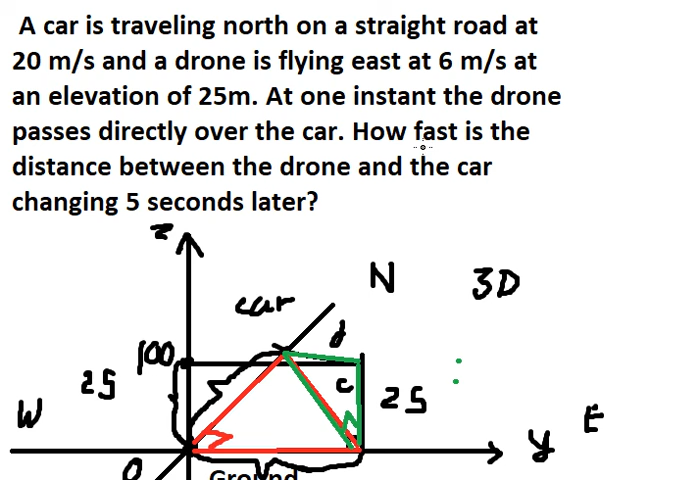 A car is traveling north on a straight road at
20 m/s and a drone is flying east at 6 m/s at
an elevation of 25m. At one instant the drone
passes directly over the car. How fast is the
distance between the drone and the car
changing 5 seconds later?
z
N
3D
car
d
100
25
c
25
W
E
y
0
Ground